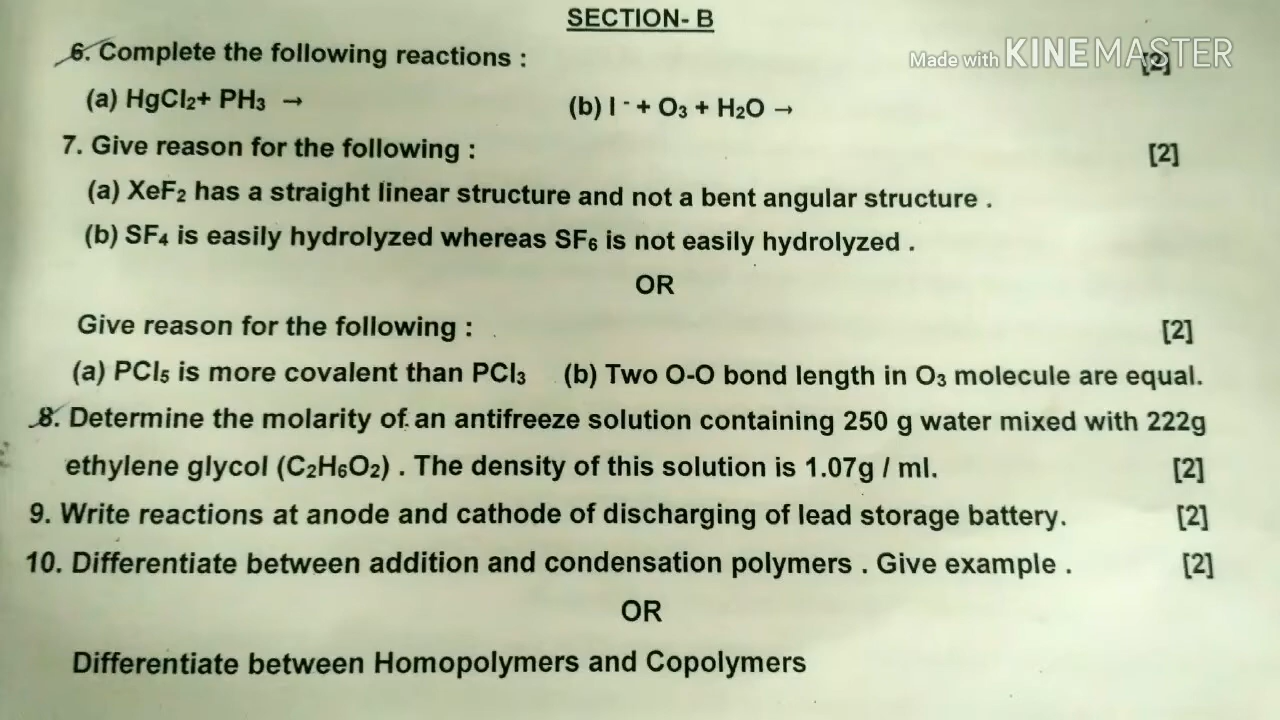 SECTION- B
6. Complete the following reactions : [2]
Made with KINEMASTER
(a) HgCl₂+ PH₃ → (b) I ⁻ + O₃ + H₂O →
7. Give reason for the following : [2]
(a) XeF₂ has a straight linear structure and not a bent angular structure .
(b) SF₄ is easily hydrolyzed whereas SF₆ is not easily hydrolyzed .
OR
Give reason for the following : [2]
(a) PCl₅ is more covalent than PCl₃ (b) Two O-O bond length in O₃ molecule are equal.
8. Determine the molarity of an antifreeze solution containing 250 g water mixed with 222g
ethylene glycol (C₂H₆O₂) . The density of this solution is 1.07g / ml. [2]
9. Write reactions at anode and cathode of discharging of lead storage battery. [2]
10. Differentiate between addition and condensation polymers . Give example . [2]
OR
Differentiate between Homopolymers and Copolymers